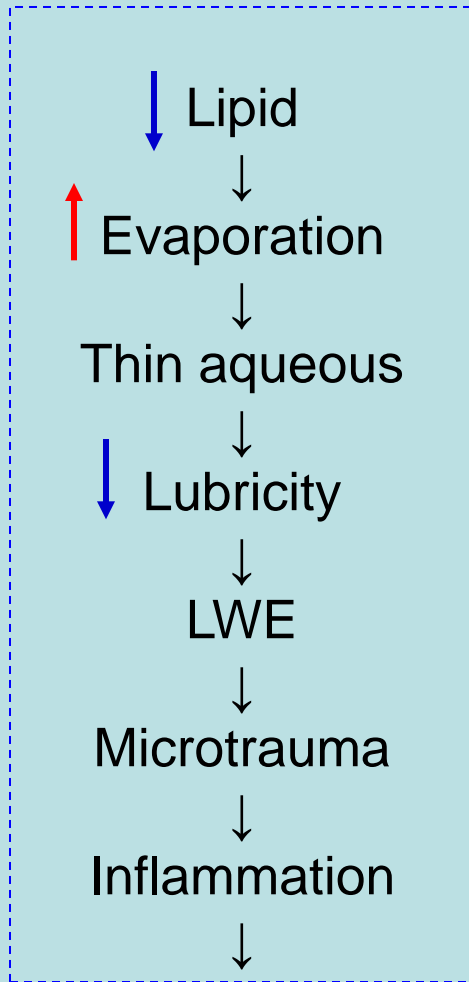 Lipid
↓
Evaporation
↓
Thin aqueous
↓
Lubricity
↓
LWE
↓
Microtrauma
↓
Inflammation
↓